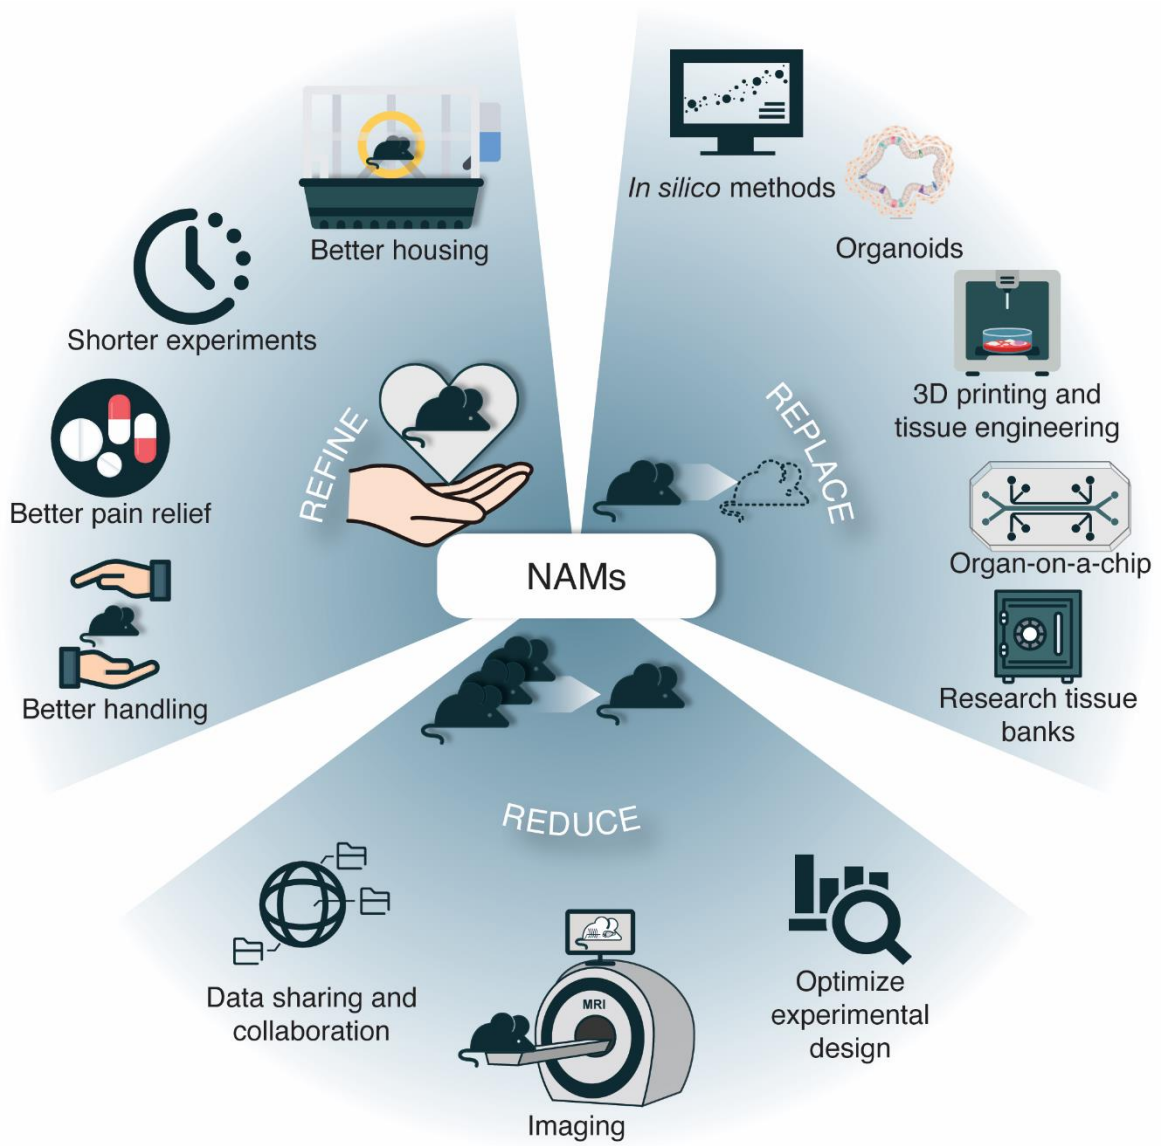 Better housing
Shorter experiments
Better pain relief
Better handling
REFINE
In silico methods
Organoids
3D printing and
tissue engineering
Organ-on-a-chip
Research tissue
banks
REPLACE
NAMs
REDUCE
Data sharing and
collaboration
MRI
Imaging
Optimize
experimental
design